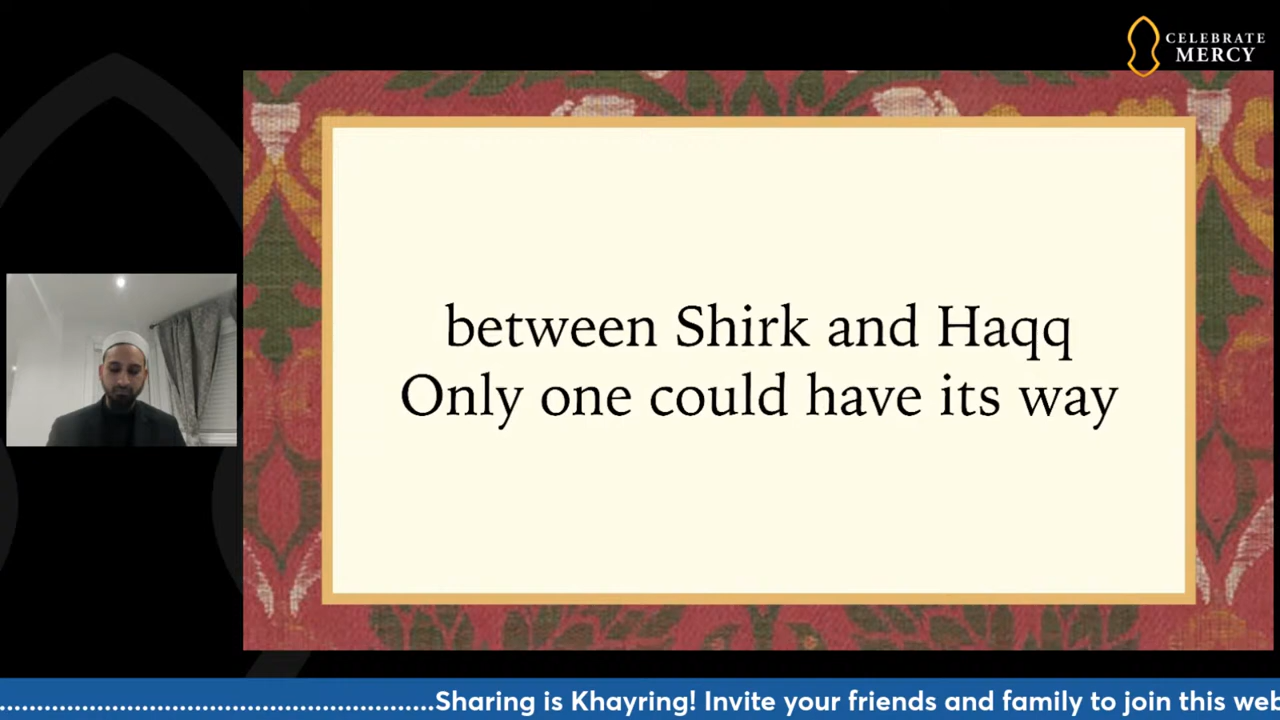 CELEBRATE
MERCY
between Shirk and Haqq
Only one could have its way
..................................................................Sharing is Khayring! Invite your friends and family to join this web